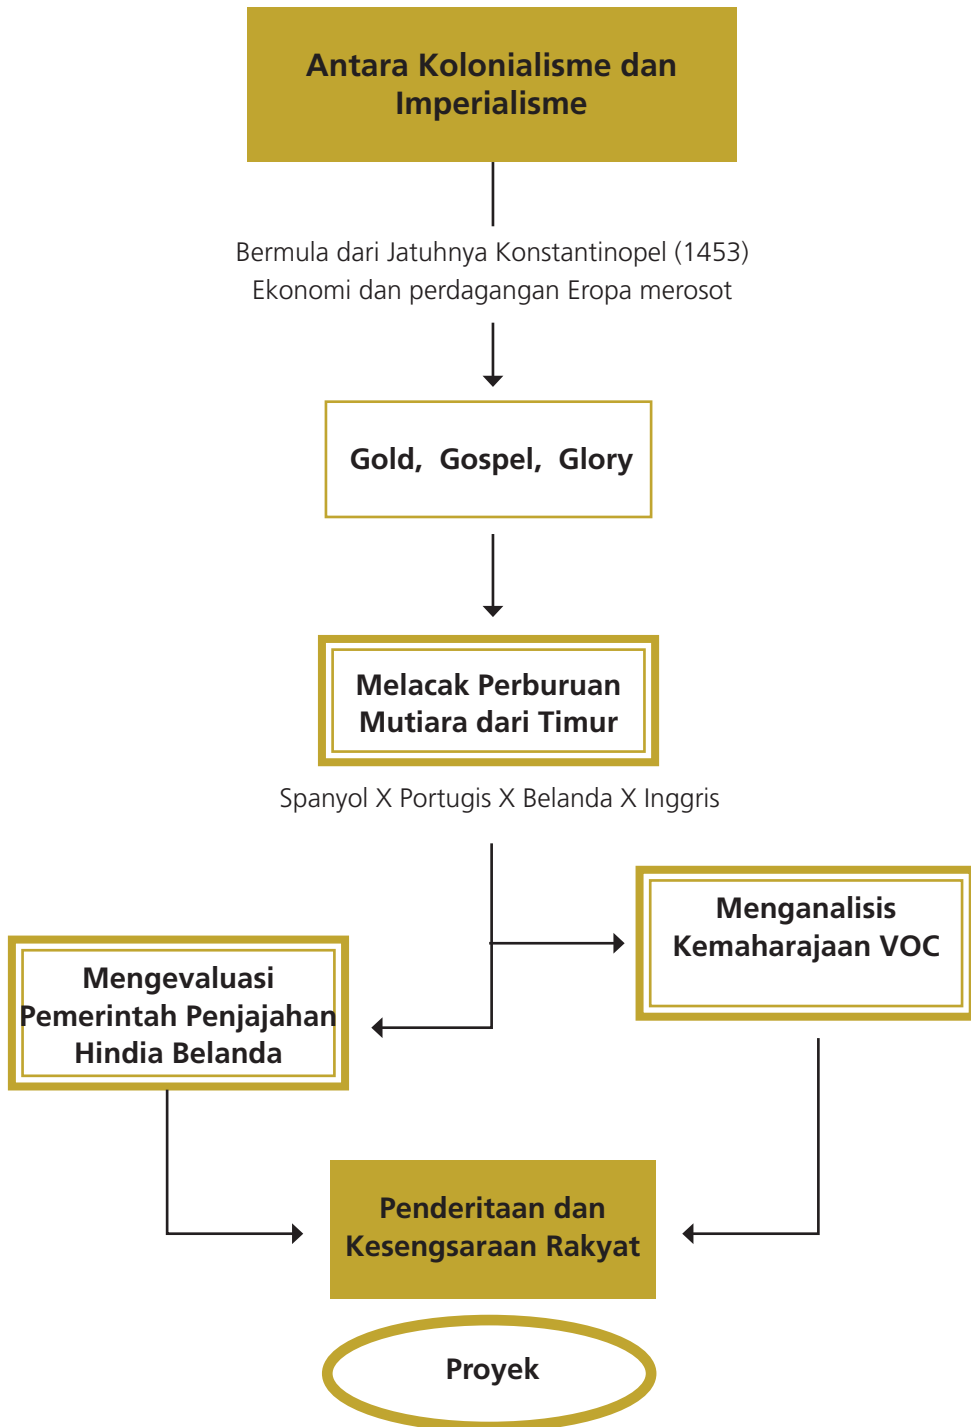 Antara Kolonialisme dan
Imperialisme
Bermula dari Jatuhnya Konstantinopel (1453)
Ekonomi dan perdagangan Eropa merosot
Gold, Gospel, Glory
Melacak Perburuan
Mutiara dari Timur
Spanyol X Portugis X Belanda X Inggris
Menganalisis
Kemaharajaan VOC
Mengevaluasi
Pemerintah Penjajahan
Hindia Belanda
Penderitaan dan
Kesengsaraan Rakyat
Proyek